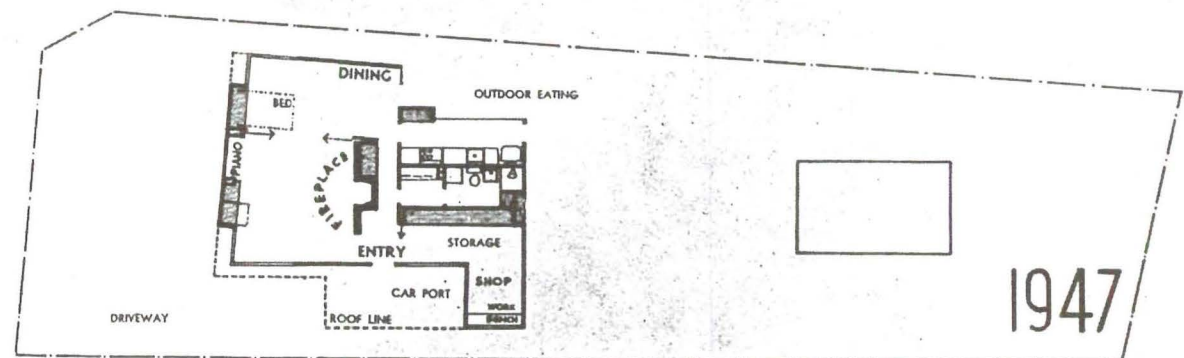 DINING
OUTDOOR EATING
BED
PIANO
FIREPLACE
ENTRY
STORAGE
SHOP
CAR PORT
WORK
BENCH
DRIVEWAY
ROOF LINE
1947